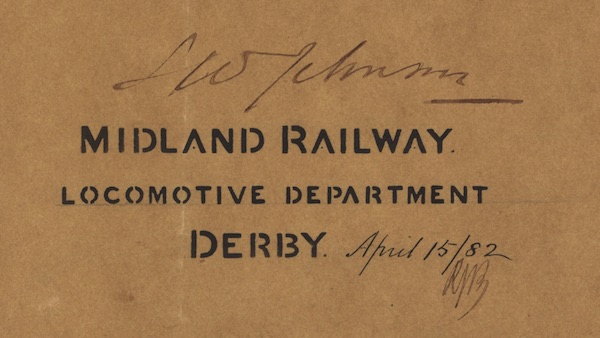 S W Johnson
MIDLAND RAILWAY.
LOCOMOTIVE DEPARTMENT
DERBY. April 15/82